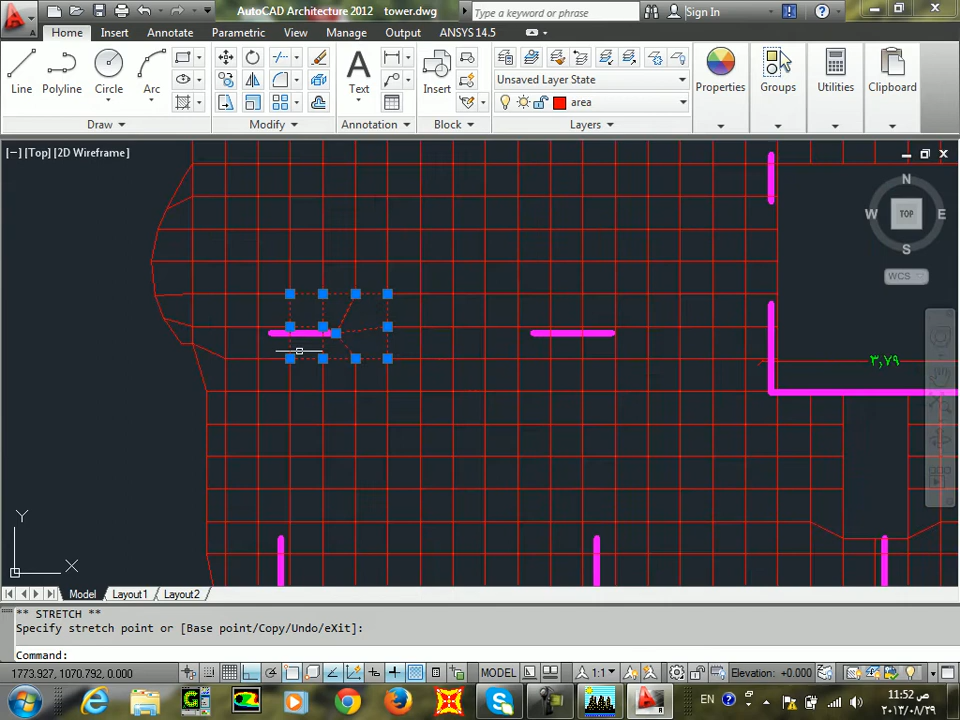 AutoCAD Architecture 2012 tower.dwg
Type a keyword or phrase
Sign In
Home Insert Annotate Parametric View Manage Output ANSYS 14.5
Line Polyline Circle Arc
Text
Insert
Unsaved Layer State
area
Properties Groups Utilities Clipboard
Draw Modify Annotation Block Layers
[−] [Top] [2D Wireframe]
N
W TOP E
S
WCS
٣,٧٩
Y
X
Model Layout1 Layout2
** STRETCH **
Specify stretch point or [Base point/Copy/Undo/eXit]:
Command:
1773.927, 1070.792, 0.000
MODEL
1:1
Elevation: +0.000
EN
11:52 ص
٢٠١٣/٠٨/٢٩